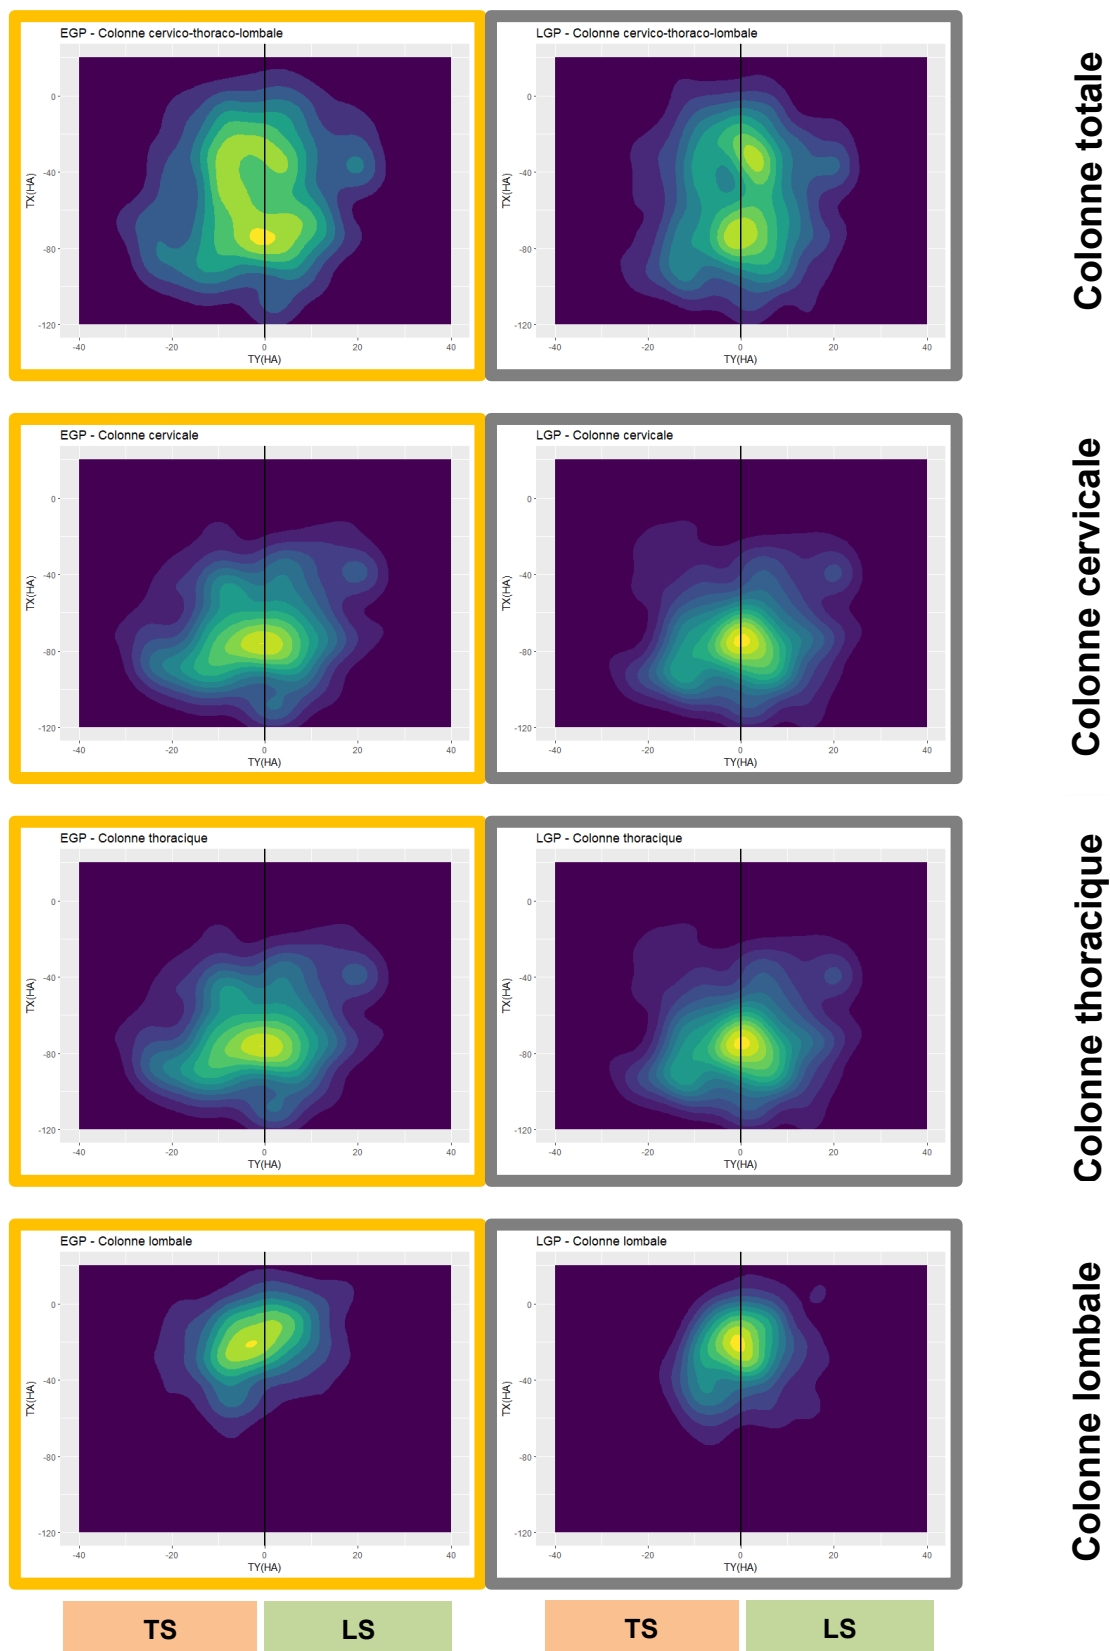 EGP - Colonne cervico-thoraco-lombale
LGP - Colonne cervico-thoraco-lombale
Colonne totale
TX(HA)
0
-40
-80
-120
-40
-20
0
20
40
TY(HA)
TX(HA)
0
-40
-80
-120
-40
-20
0
20
40
TY(HA)
EGP - Colonne cervicale
LGP - Colonne cervicale
Colonne cervicale
TX(HA)
0
-40
-80
-120
-40
-20
0
20
40
TY(HA)
TX(HA)
0
-40
-80
-120
-40
-20
0
20
40
TY(HA)
EGP - Colonne thoracique
LGP - Colonne thoracique
Colonne thoracique
TX(HA)
0
-40
-80
-120
-40
-20
0
20
40
TY(HA)
TX(HA)
0
-40
-80
-120
-40
-20
0
20
40
TY(HA)
EGP - Colonne lombale
LGP - Colonne lombale
Colonne lombale
TX(HA)
0
-40
-80
-120
-40
-20
0
20
40
TY(HA)
TX(HA)
0
-40
-80
-120
-40
-20
0
20
40
TY(HA)
TS
LS
TS
LS